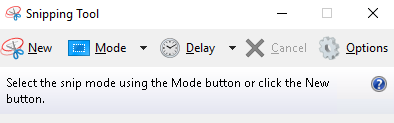 Snipping Tool
New Mode Delay Cancel Options
Select the snip mode using the Mode button or click the New
button.
?